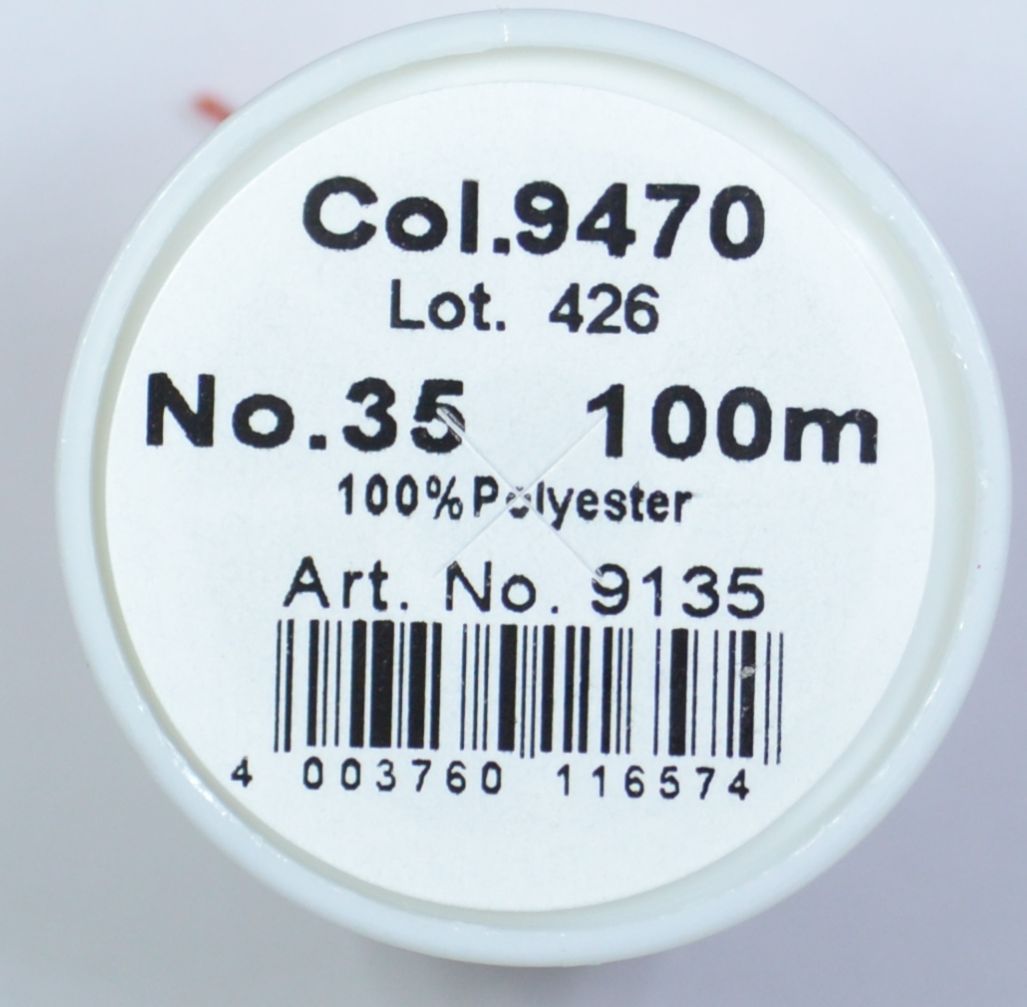 Col.9470
Lot. 426
No.35 100m
100%Polyester
Art. No. 9135
4 003760 116574